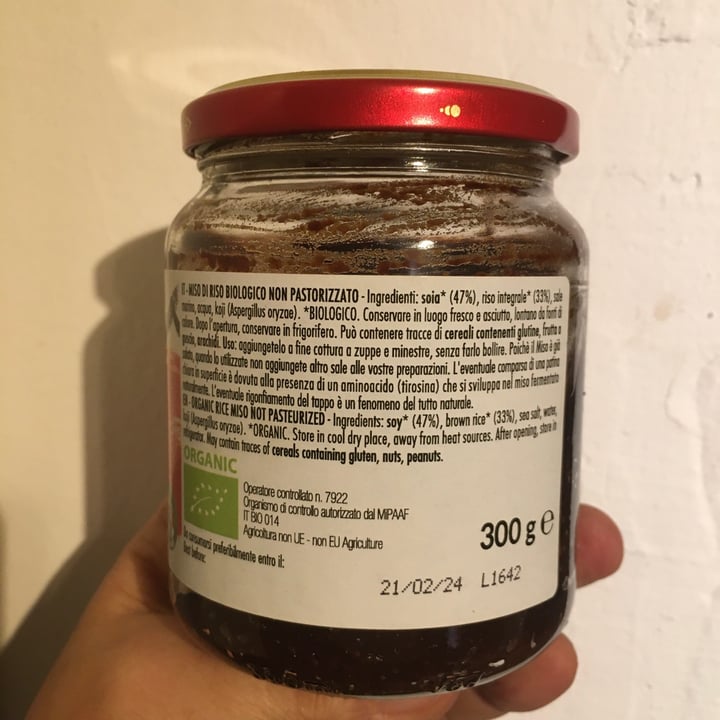 IT - MISO DI RISO BIOLOGICO NON PASTORIZZATO - Ingredienti: soia* (47%), riso integrale* (33%), sale
marino, acqua, koji (Aspergillus oryzae). *BIOLOGICO. Conservare in luogo fresco e asciutto, lontano da fonti di
calore. Dopo l'apertura, conservare in frigorifero. Può contenere tracce di cereali contenenti glutine, frutta a
guscio, arachidi. Uso: aggiungetelo a fine cottura a zuppe e minestre, senza farlo bollire. Poichè il Miso è già
salato, quando lo utilizzate non aggiungete altro sale alle vostre preparazioni. L'eventuale comparsa di una patina
chiara in superficie è dovuta alla presenza di un aminoacido (tirosina) che si sviluppa nel miso fermentato
naturalmente. L'eventuale rigonfiamento del tappo è un fenomeno del tutto naturale.
EN - ORGANIC RICE MISO NOT PASTEURIZED - Ingredients: soy* (47%), brown rice* (33%), sea salt, water,
koji (Aspergillus oryzae). *ORGANIC. Store in cool dry place, away from heat sources. After opening, store in
refrigerator. May contain traces of cereals containing gluten, nuts, peanuts.
ORGANIC
Operatore controllato n. 7922
Organismo di controllo autorizzato dal MiPAAF
IT BIO 014
Agricoltura non UE - non EU Agriculture
300 g e
Da consumarsi preferibilmente entro il:
Best before:
21/02/24 L1642